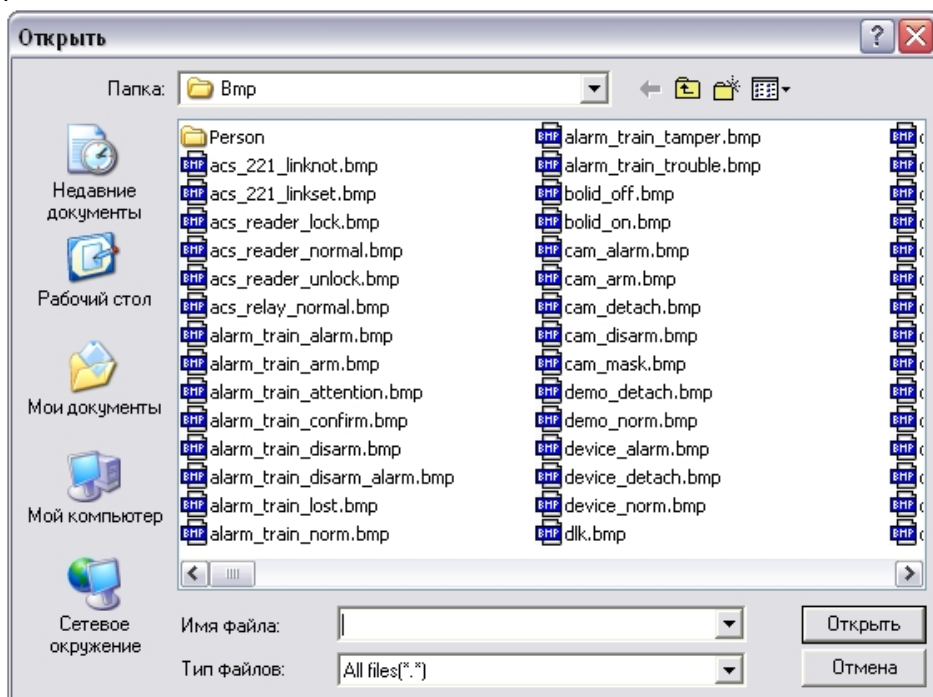 Открыть
Папка:
Bmp
Недавние
документы
Рабочий стол
Мои документы
Мой компьютер
Сетевое
окружение
Person
acs_221_linknot.bmp
acs_221_linkset.bmp
acs_reader_lock.bmp
acs_reader_normal.bmp
acs_reader_unlock.bmp
acs_relay_normal.bmp
alarm_train_alarm.bmp
alarm_train_arm.bmp
alarm_train_attention.bmp
alarm_train_confirm.bmp
alarm_train_disarm.bmp
alarm_train_disarm_alarm.bmp
alarm_train_lost.bmp
alarm_train_norm.bmp
alarm_train_tamper.bmp
alarm_train_trouble.bmp
bolid_off.bmp
bolid_on.bmp
cam_alarm.bmp
cam_arm.bmp
cam_detach.bmp
cam_disarm.bmp
cam_mask.bmp
demo_detach.bmp
demo_norm.bmp
device_alarm.bmp
device_detach.bmp
device_norm.bmp
dlk.bmp
Имя файла:
Открыть
Тип файлов:
All files(*.*)
Отмена